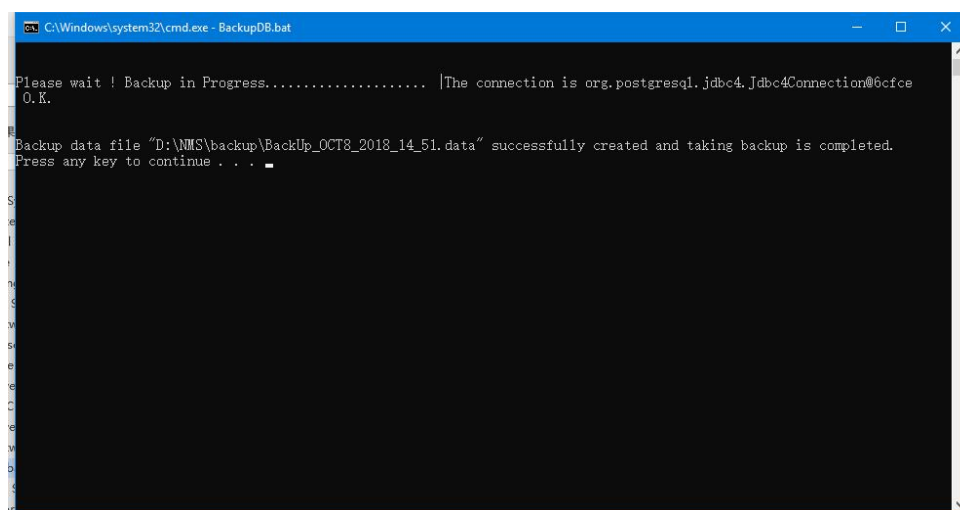 C:\Windows\system32\cmd.exe - BackupDB.bat
Please wait ! Backup in Progress..................... |The connection is org.postgresql.jdbc4.Jdbc4Connection@6cfce
O.K.
Backup data file "D:\NMS\backup\BackUp_OCT8_2018_14_51.data" successfully created and taking backup is completed.
Press any key to continue . . .